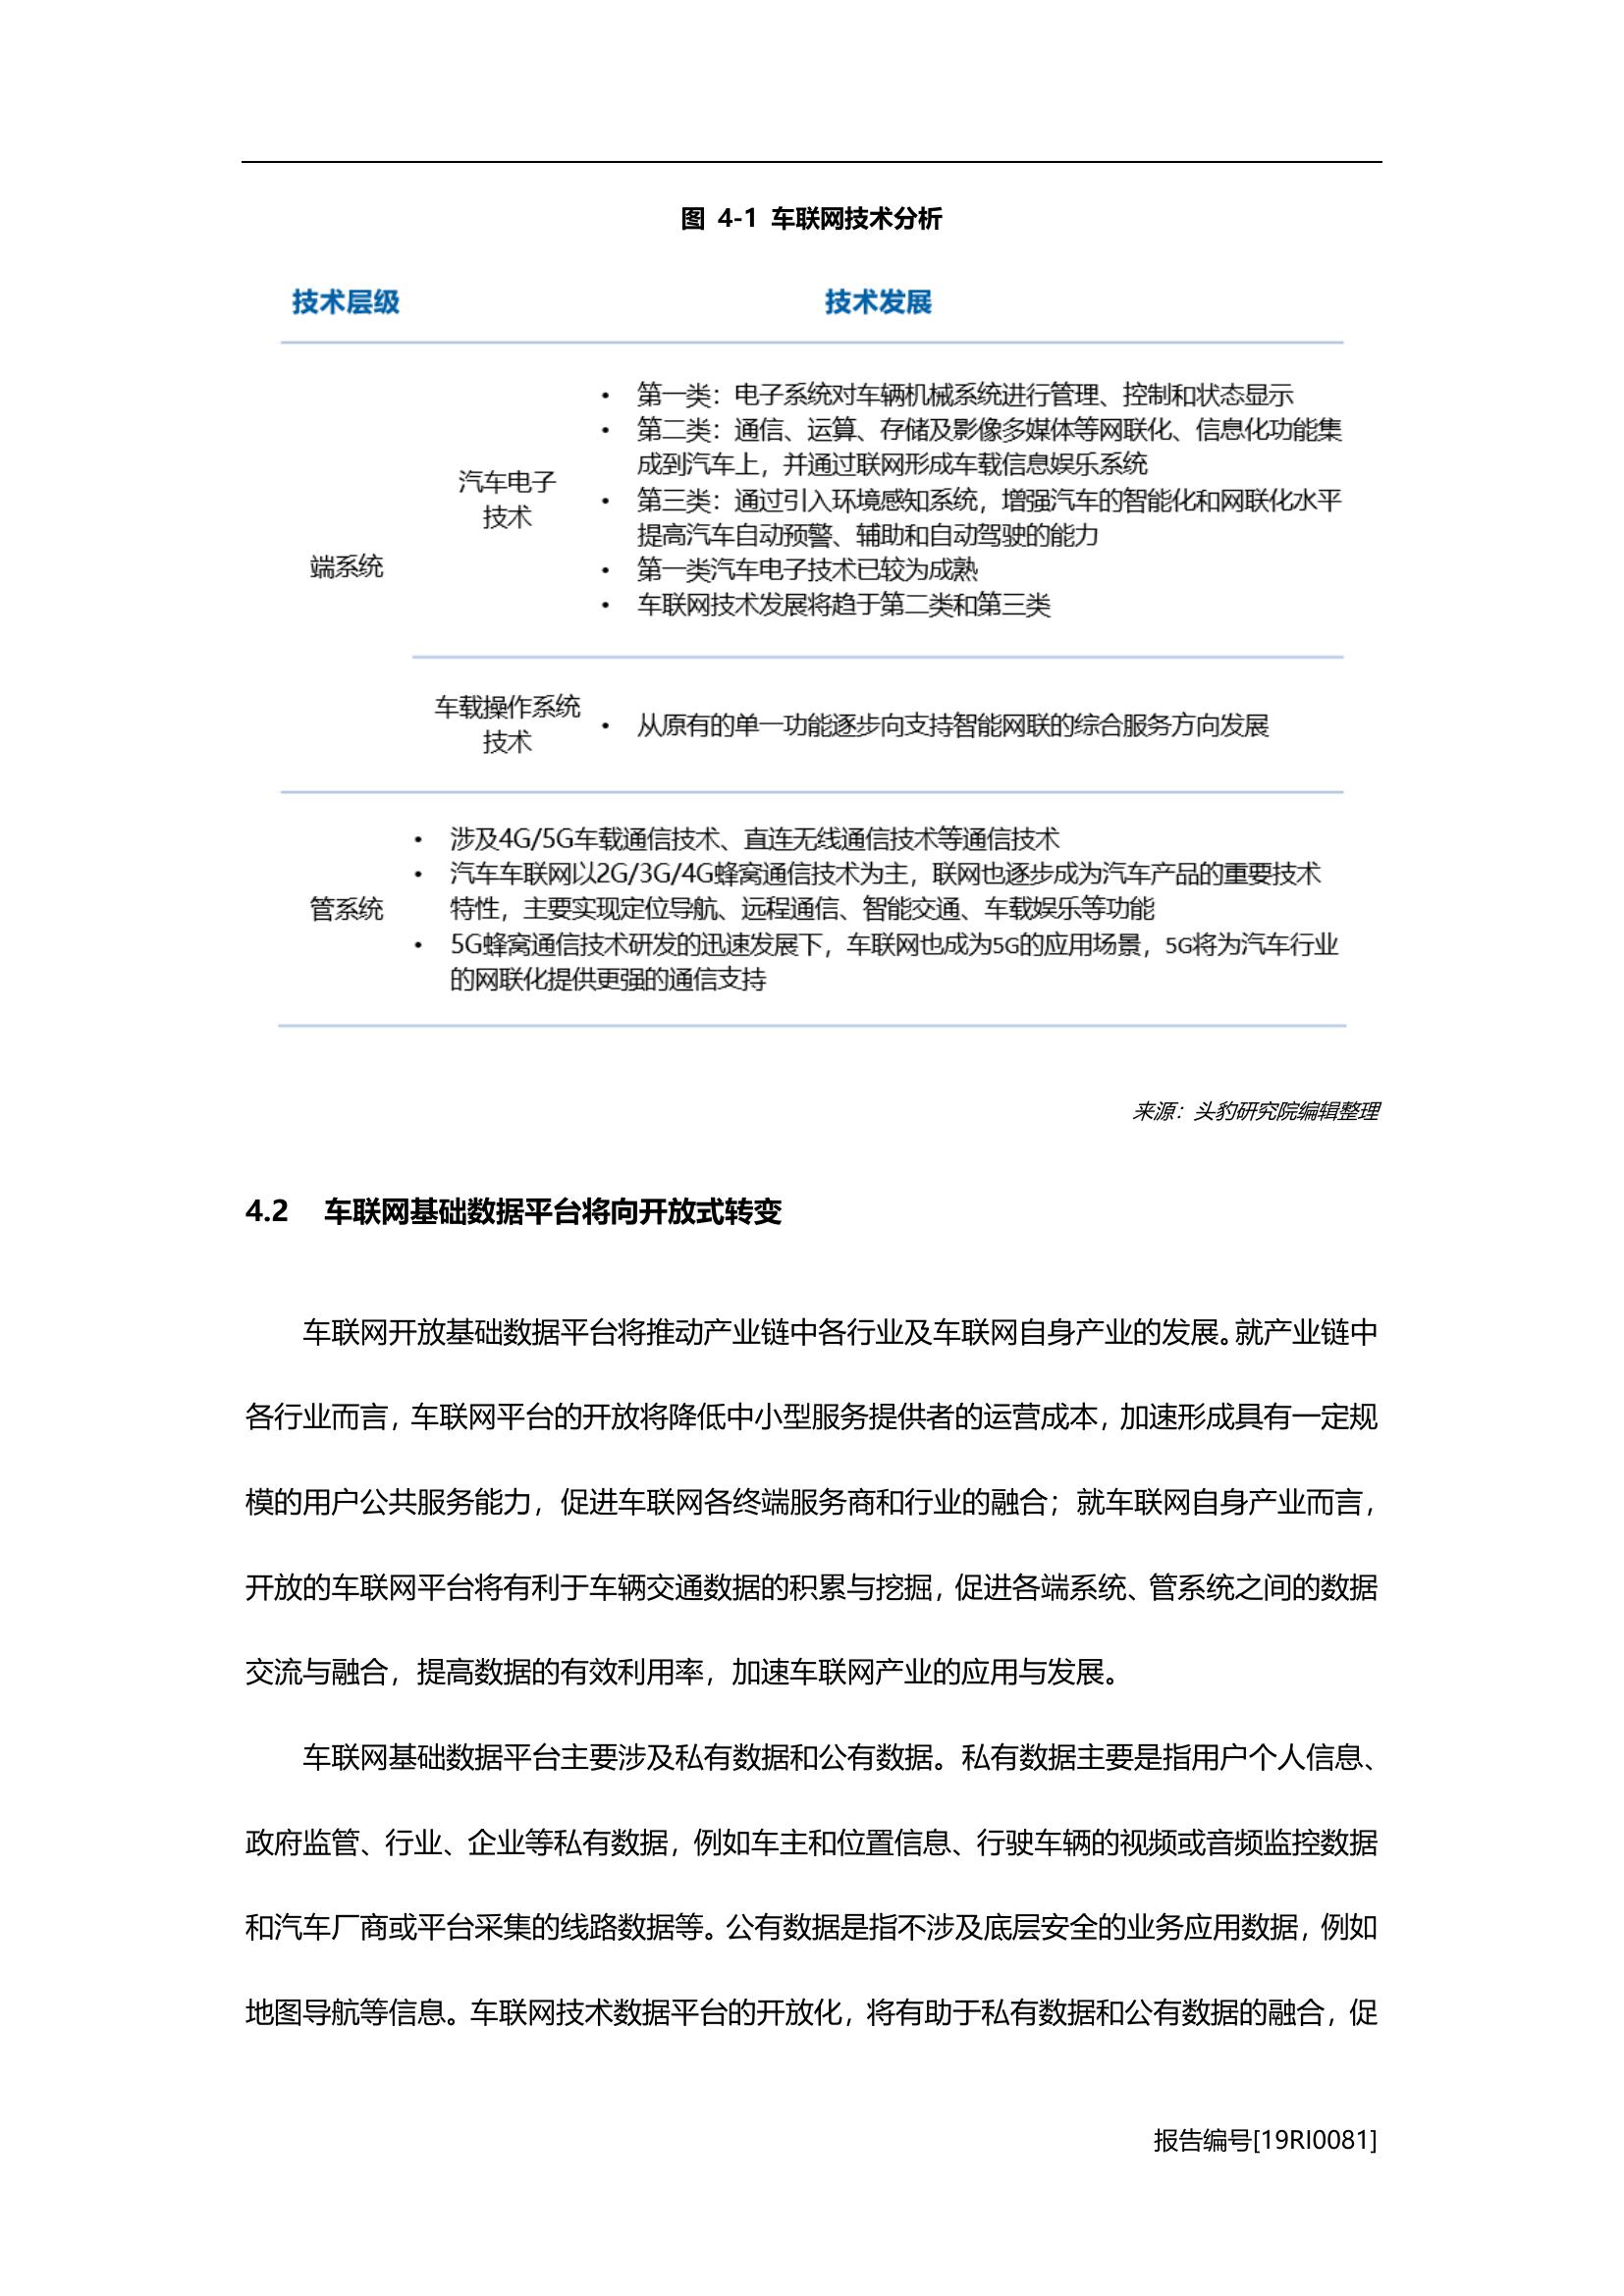 图 4-1 车联网技术分析
技术层级 技术发展
端系统
汽车电子
技术
• 第一类：电子系统对车辆机械系统进行管理、控制和状态显示
• 第二类：通信、运算、存储及影像多媒体等网联化、信息化功能集
成到汽车上，并通过联网形成车载信息娱乐系统
• 第三类：通过引入环境感知系统，增强汽车的智能化和网联化水平
提高汽车自动预警、辅助和自动驾驶的能力
• 第一类汽车电子技术已较为成熟
• 车联网技术发展将趋于第二类和第三类
车载操作系统
技术
• 从原有的单一功能逐步向支持智能网联的综合服务方向发展
管系统
• 涉及4G/5G车载通信技术、直连无线通信技术等通信技术
• 汽车车联网以2G/3G/4G蜂窝通信技术为主，联网也逐步成为汽车产品的重要技术
特性，主要实现定位导航、远程通信、智能交通、车载娱乐等功能
• 5G蜂窝通信技术研发的迅速发展下，车联网也成为5G的应用场景，5G将为汽车行业
的网联化提供更强的通信支持
来源：头豹研究院编辑整理
4.2 车联网基础数据平台将向开放式转变
车联网开放基础数据平台将推动产业链中各行业及车联网自身产业的发展。就产业链中
各行业而言，车联网平台的开放将降低中小型服务提供者的运营成本，加速形成具有一定规
模的用户公共服务能力，促进车联网各终端服务商和行业的融合；就车联网自身产业而言，
开放的车联网平台将有利于车辆交通数据的积累与挖掘，促进各端系统、管系统之间的数据
交流与融合，提高数据的有效利用率，加速车联网产业的应用与发展。
车联网基础数据平台主要涉及私有数据和公有数据。私有数据主要是指用户个人信息、
政府监管、行业、企业等私有数据，例如车主和位置信息、行驶车辆的视频或音频监控数据
和汽车厂商或平台采集的线路数据等。公有数据是指不涉及底层安全的业务应用数据，例如
地图导航等信息。车联网技术数据平台的开放化，将有助于私有数据和公有数据的融合，促
报告编号[19RI0081]